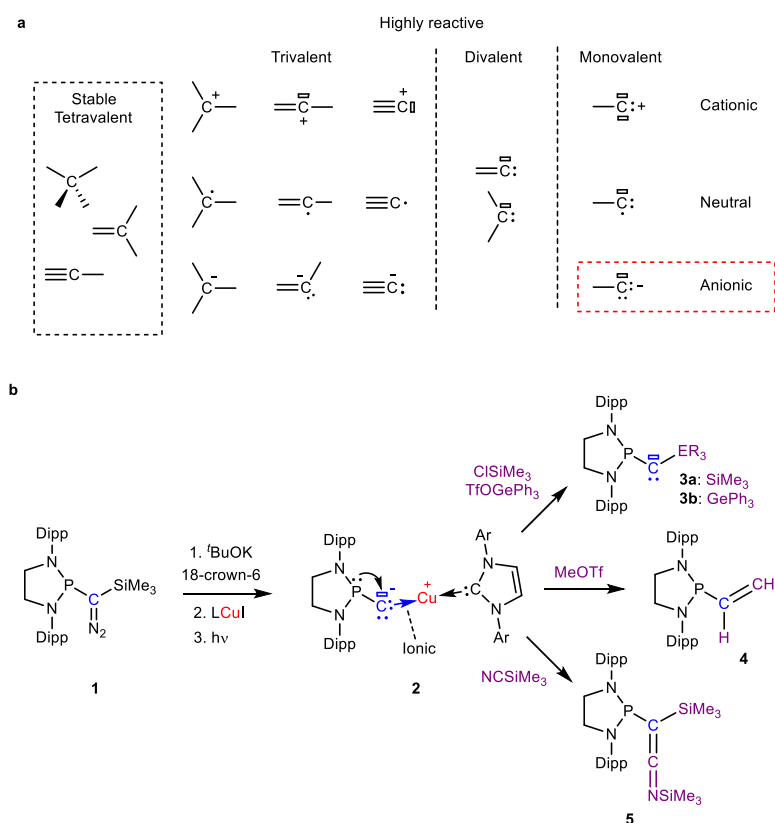 a
Highly reactive
Trivalent
Divalent
Monovalent
Stable
Tetravalent
C
+
C
+
C
+
C:+
Cationic
C
C:
C
C
C
C
C:
C:
Neutral
C
C
-
C
-
C
-
C:
C:-
Anionic
b
Dipp
N
P
SiMe3
C
N2
N
Dipp
1
1. tBuOK
18-crown-6
2. LCuI
3. hν
Dipp
N
P
C:
-
N
Dipp
+
Cu
Ionic
2
Ar
N
:C
N
Ar
ClSiMe3
TfOGePh3
MeOTf
NCSiMe3
Dipp
N
P
C
ER3
N
Dipp
3a: SiMe3
3b: GePh3
Dipp
N
P
CH
C
N
H
Dipp
4
Dipp
N
P
SiMe3
C
N
Dipp
C
NSiMe3
5